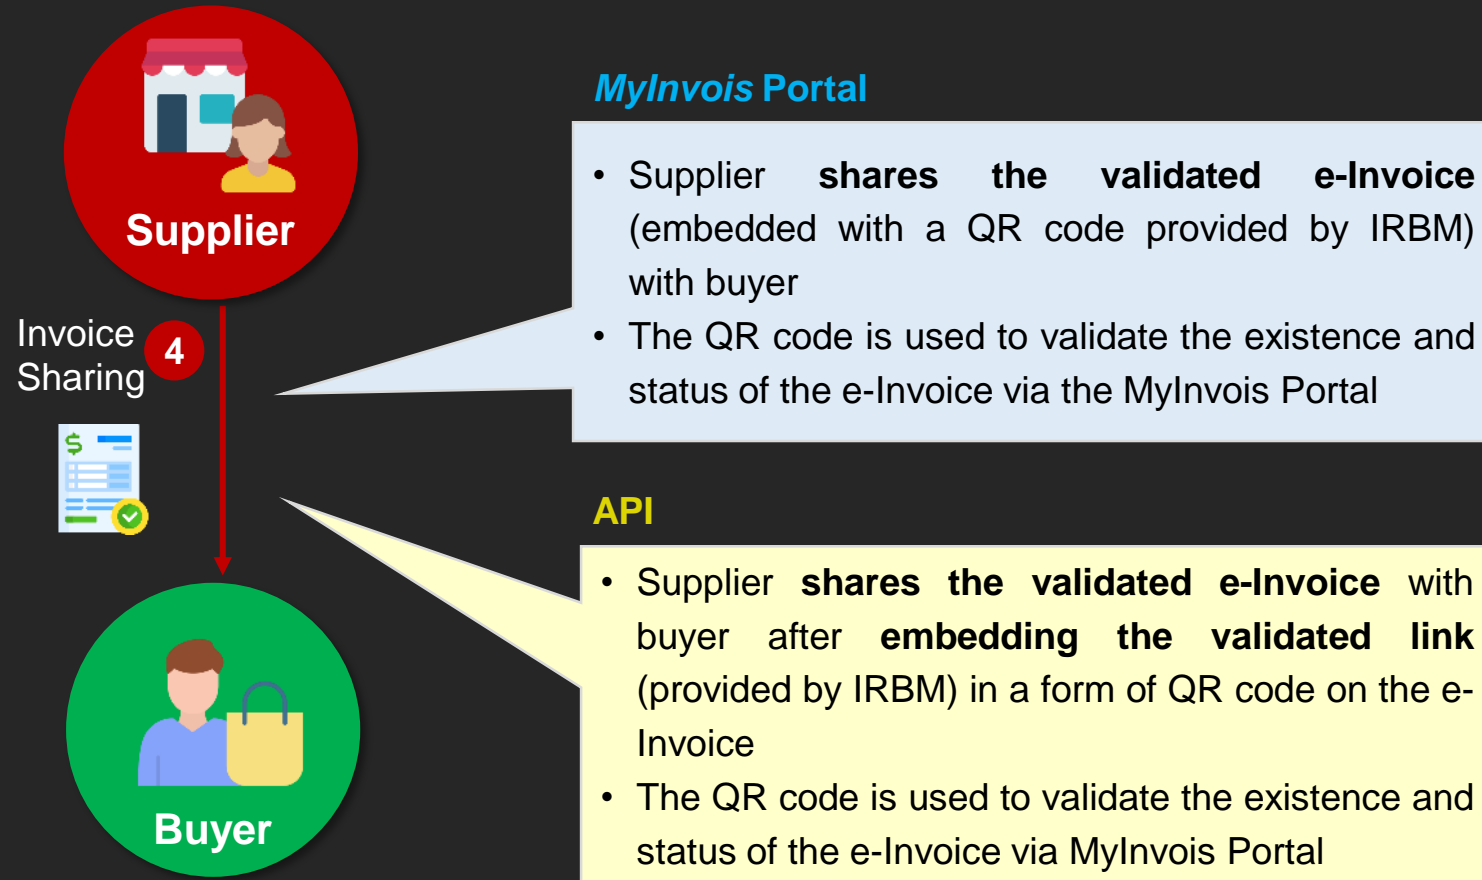 Supplier
Invoice
Sharing
4
$
Buyer
MyInvois Portal
• Supplier shares the validated e-Invoice
(embedded with a QR code provided by IRBM)
with buyer
• The QR code is used to validate the existence and
status of the e-Invoice via the MyInvois Portal
API
• Supplier shares the validated e-Invoice with
buyer after embedding the validated link
(provided by IRBM) in a form of QR code on the e-
Invoice
• The QR code is used to validate the existence and
status of the e-Invoice via MyInvois Portal